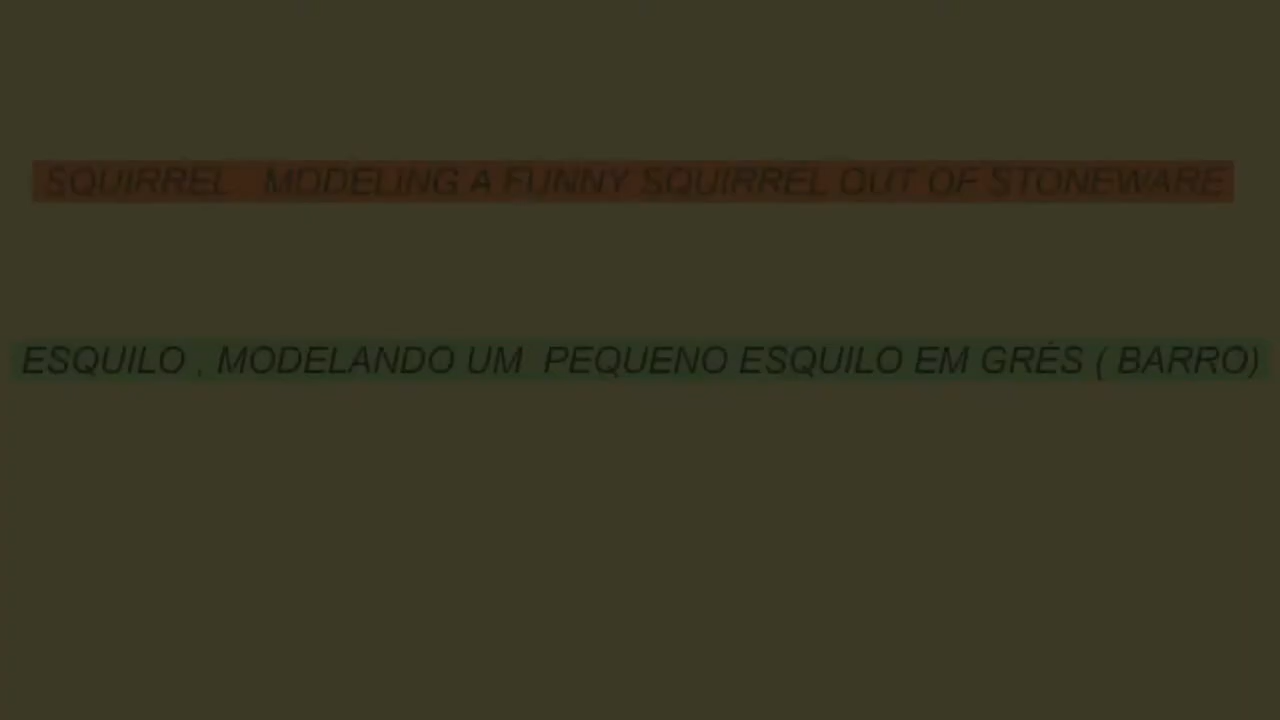 SQUIRREL MODELING A FUNNY SQUIRREL OUT OF STONEWARE
ESQUILO , MODELANDO UM PEQUENO ESQUILO EM GRÉS ( BARRO)